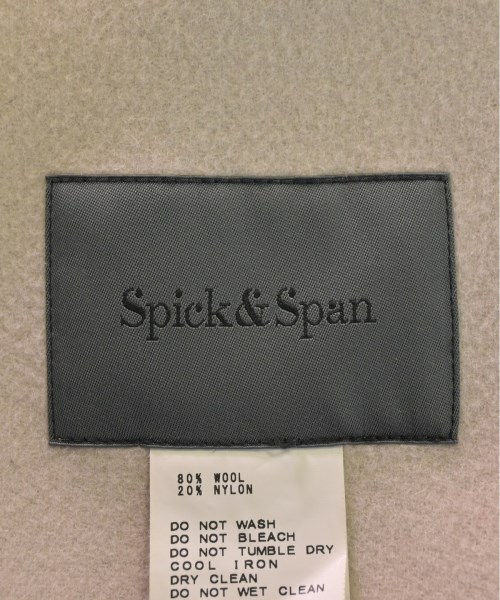 Spick&Span
80% WOOL
20% NYLON
DO NOT WASH
DO NOT BLEACH
DO NOT TUMBLE DRY
COOL IRON
DRY CLEAN
DO NOT WET CLEAN